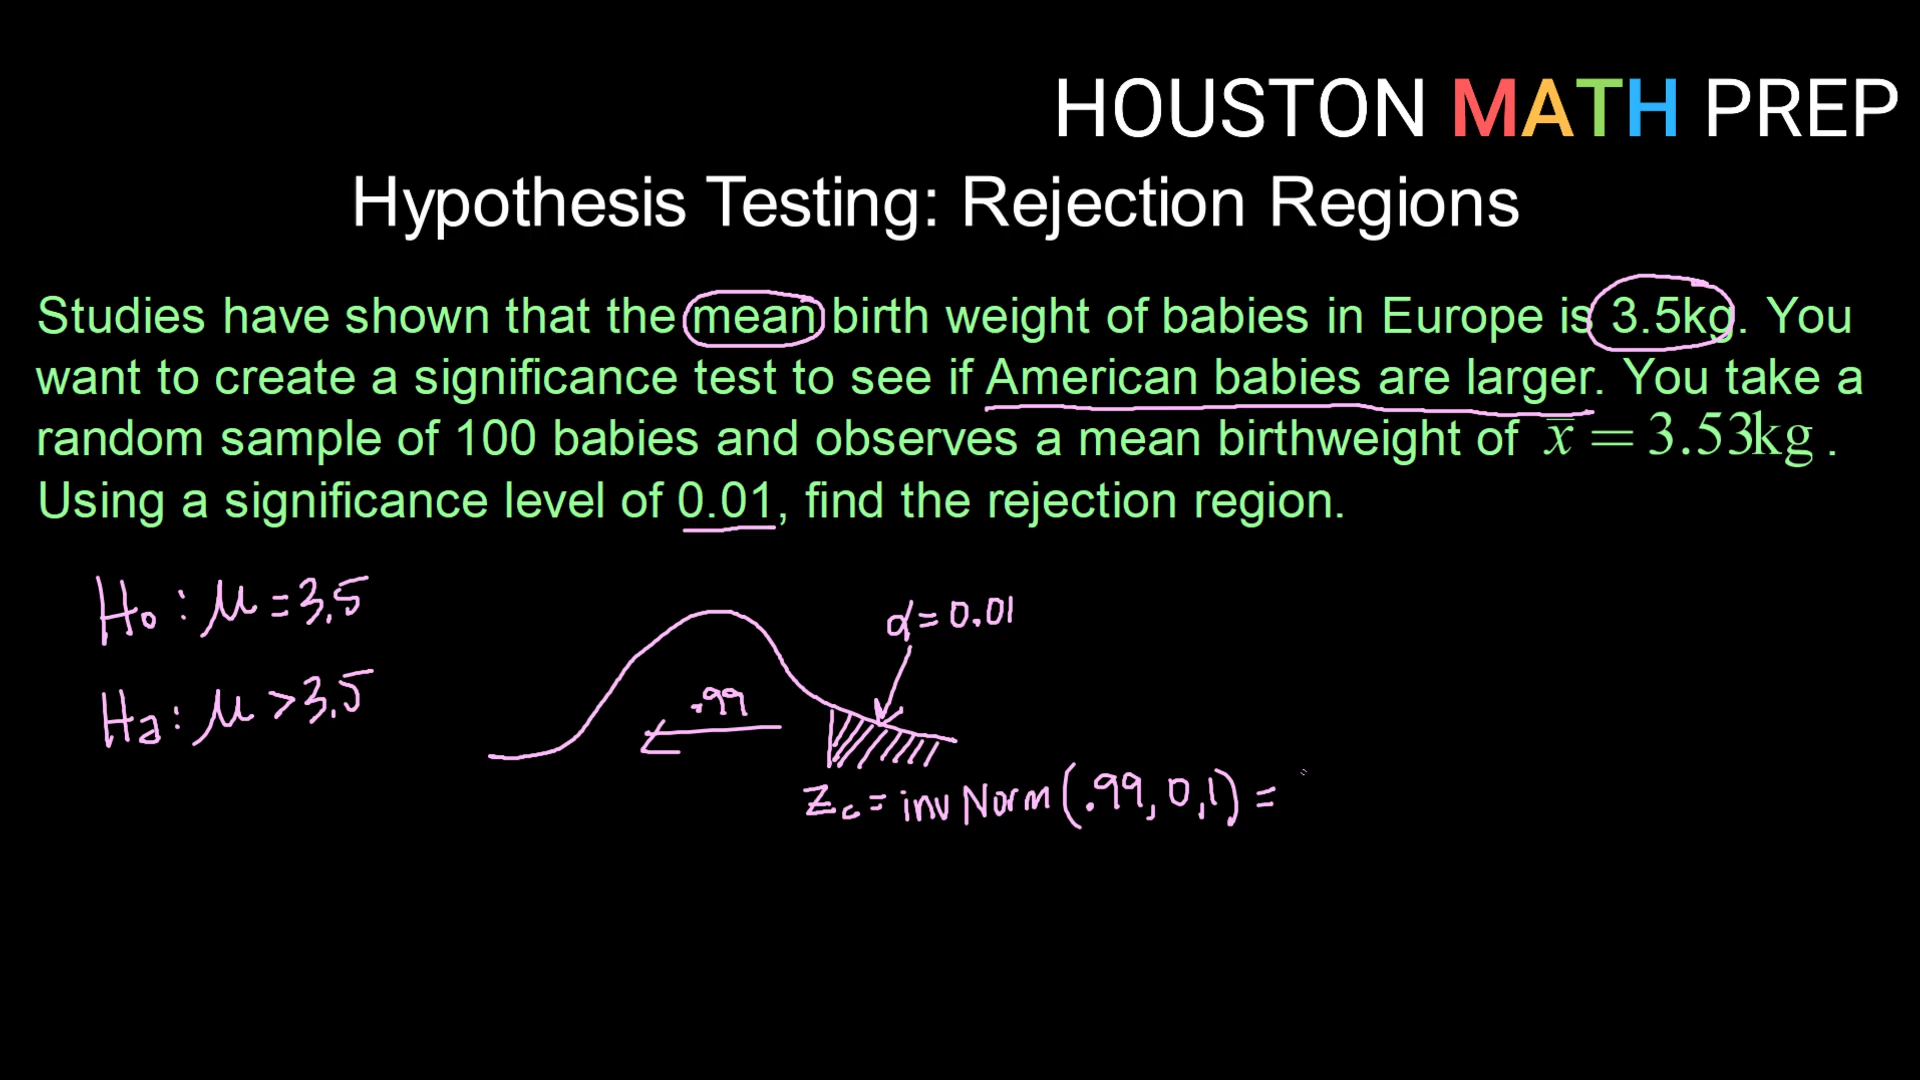 HOUSTON MATH PREP
Hypothesis Testing: Rejection Regions
Studies have shown that the mean birth weight of babies in Europe is 3.5kg. You
want to create a significance test to see if American babies are larger. You take a
random sample of 100 babies and observes a mean birthweight of x̅ = 3.53kg.
Using a significance level of 0.01, find the rejection region.
H₀ : μ = 3.5
Hₐ : μ > 3.5
α = 0.01
.99
z꜀ = invNorm(.99, 0, 1) =